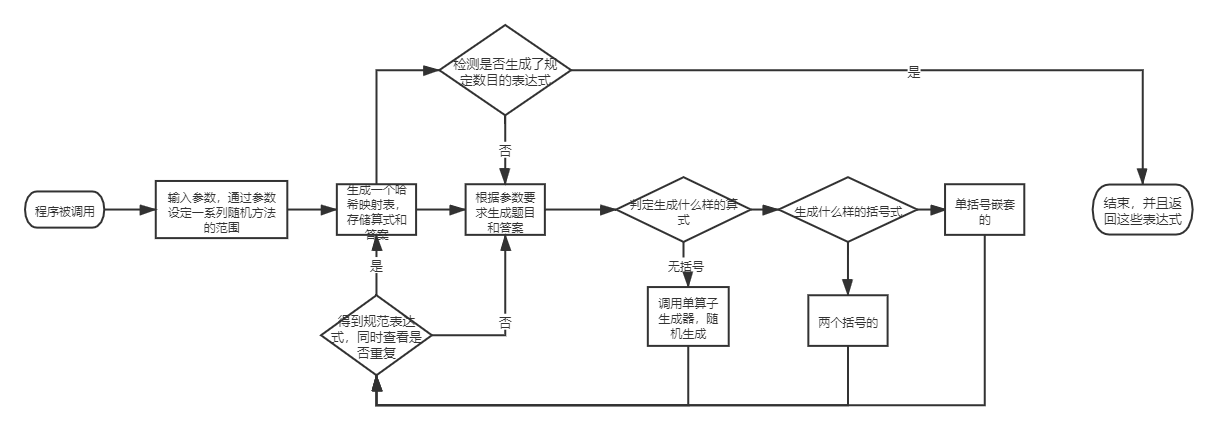 检测是否生成了规
定数目的表达式
是
否
程序被调用
输入参数，通过参数
设定一系列随机方法
的范围
生成一个哈
希映射表，
存储算式和
答案
根据参数要
求生成题目
和答案
判定生成什么样的算
式
生成什么样的括号式
单括号嵌套
的
结束，并且返
回这些表达式
是
无括号
得到规范表达
式，同时查看是
否重复
否
调用单算子
生成器，随
机生成
两个括号的